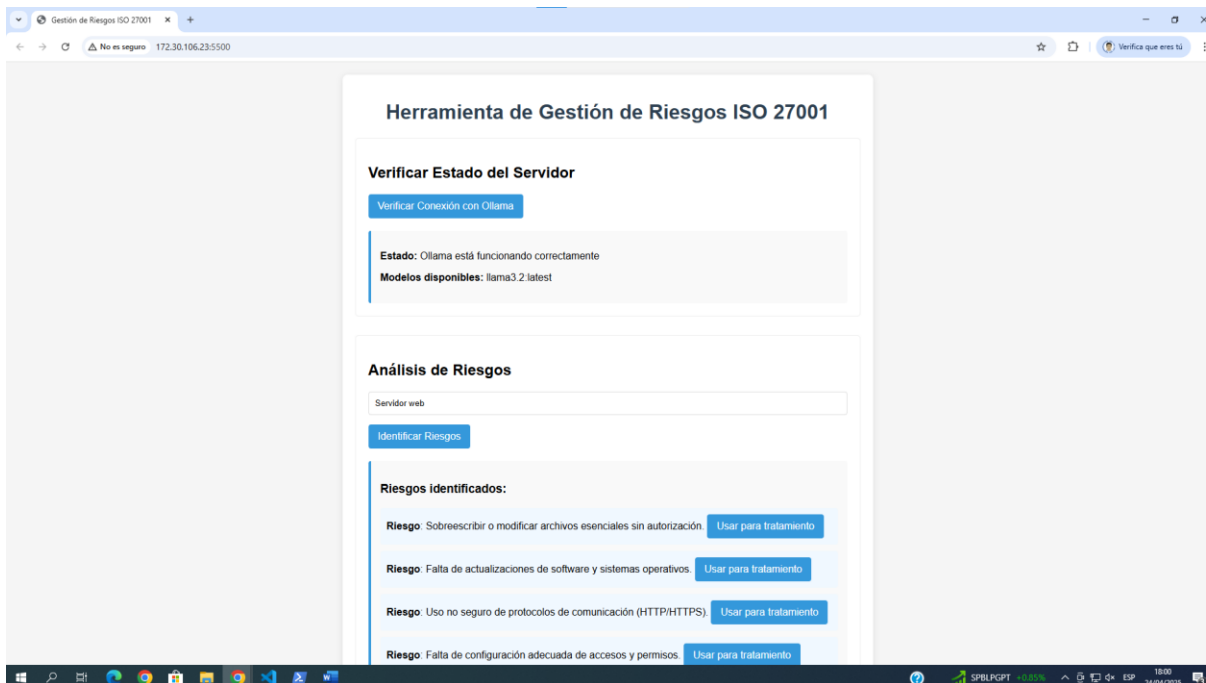 Gestión de Riesgos ISO 27001
No es seguro 172.30.106.23:5500 Verifica que eres tú
Herramienta de Gestión de Riesgos ISO 27001
Verificar Estado del Servidor
Verificar Conexión con Ollama
Estado: Ollama está funcionando correctamente
Modelos disponibles: llama3.2:latest
Análisis de Riesgos
Servidor web
Identificar Riesgos
Riesgos identificados:
Riesgo: Sobreescribir o modificar archivos esenciales sin autorización. Usar para tratamiento
Riesgo: Falta de actualizaciones de software y sistemas operativos. Usar para tratamiento
Riesgo: Uso no seguro de protocolos de comunicación (HTTP/HTTPS). Usar para tratamiento
Riesgo: Falta de configuración adecuada de accesos y permisos. Usar para tratamiento
SPBLPGPT +0.85% ESP 18:00
24/04/2025